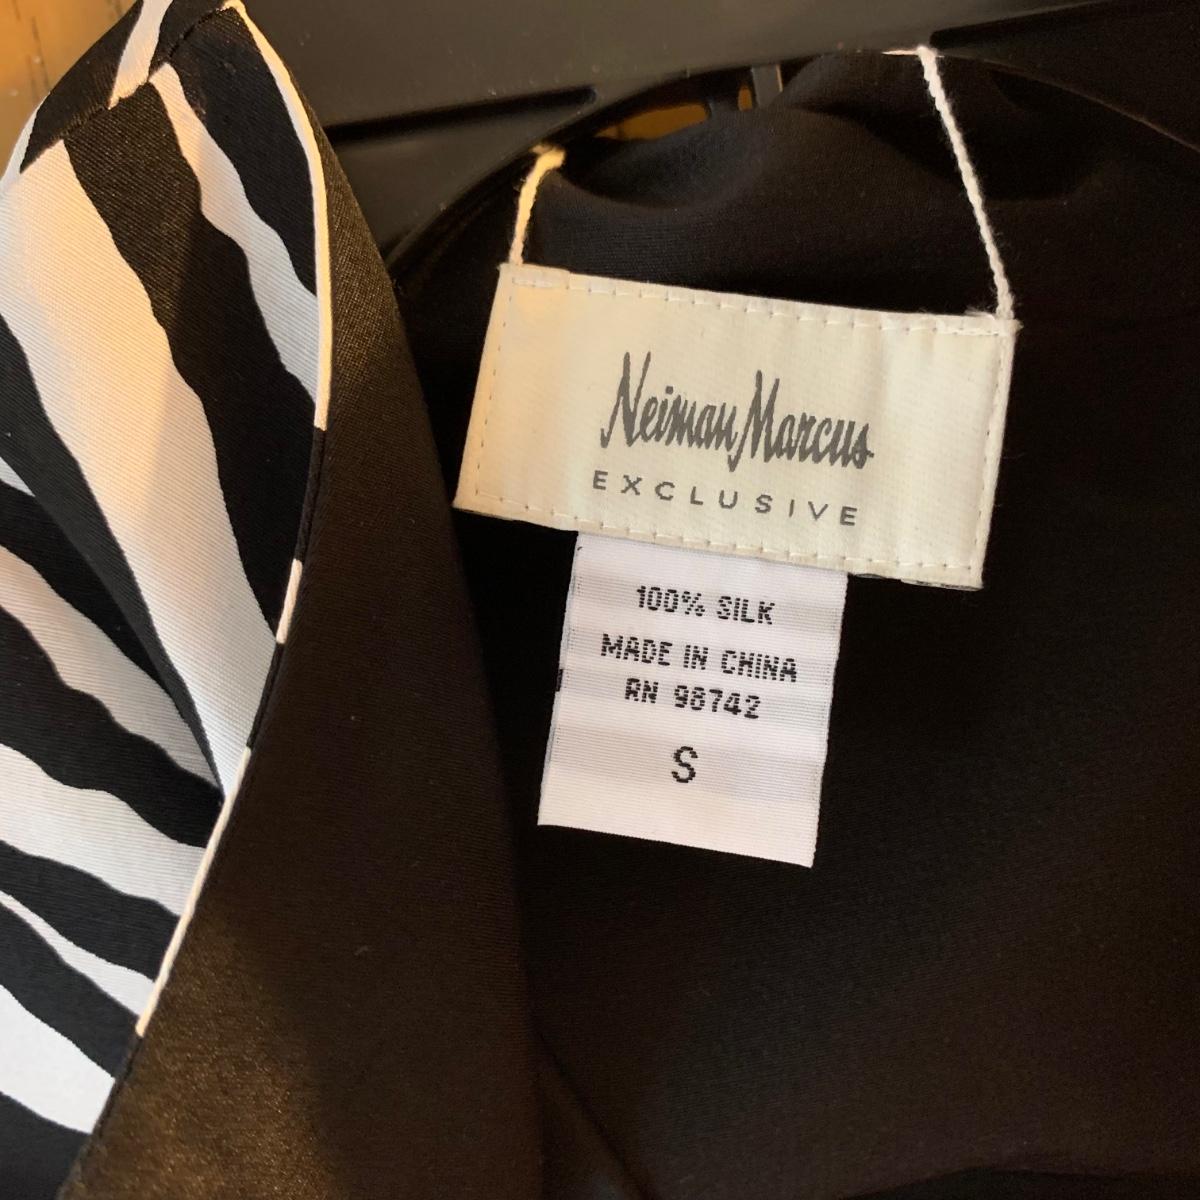 Neiman Marcus
EXCLUSIVE
100% SILK
MADE IN CHINA
RN 98742
S